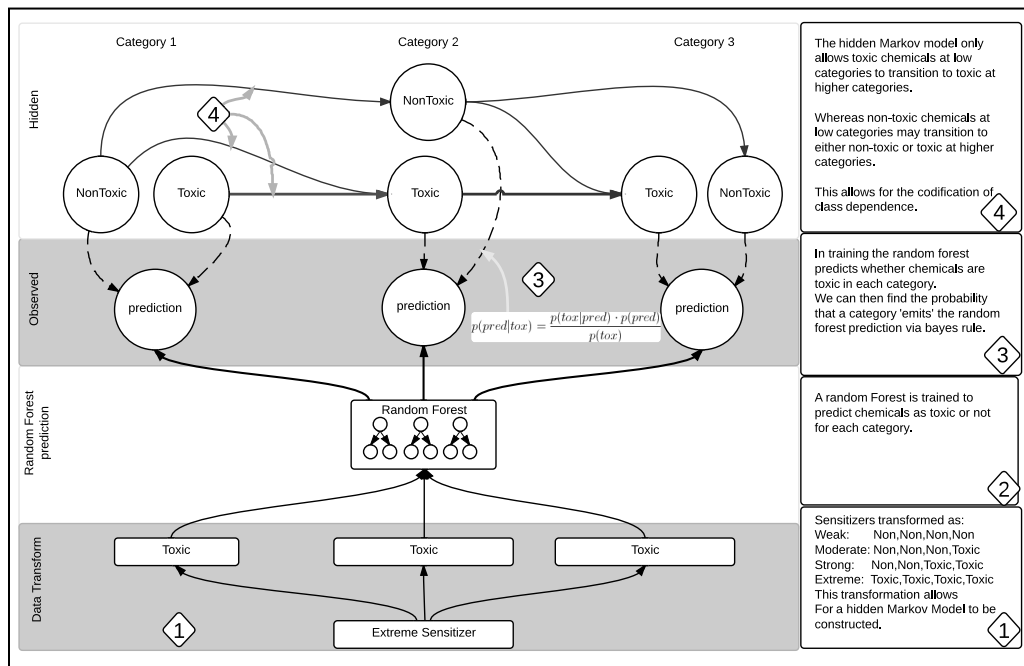 Category 1
Category 2
Category 3
Hidden
NonToxic
4
NonToxic
Toxic
Toxic
Toxic
NonToxic
Observed
prediction
prediction
prediction
3
p(pred|tox) = p(tox|pred) · p(pred) / p(tox)
Random Forest
prediction
Random Forest
Data Transform
Toxic
Toxic
Toxic
1
Extreme Sensitizer
The hidden Markov model only
allows toxic chemicals at low
categories to transition to toxic at
higher categories.
Whereas non-toxic chemicals at
low categories may transition to
either non-toxic or toxic at higher
categories.
This allows for the codification of
class dependence.
4
In training the random forest
predicts whether chemicals are
toxic in each category.
We can then find the probability
that a category 'emits' the random
forest prediction via bayes rule.
3
A random Forest is trained to
predict chemicals as toxic or not
for each category.
2
Sensitizers transformed as:
Weak: Non,Non,Non,Non
Moderate: Non,Non,Non,Toxic
Strong: Non,Non,Toxic,Toxic
Extreme: Toxic,Toxic,Toxic,Toxic
This transformation allows
For a hidden Markov Model to be
constructed.
1